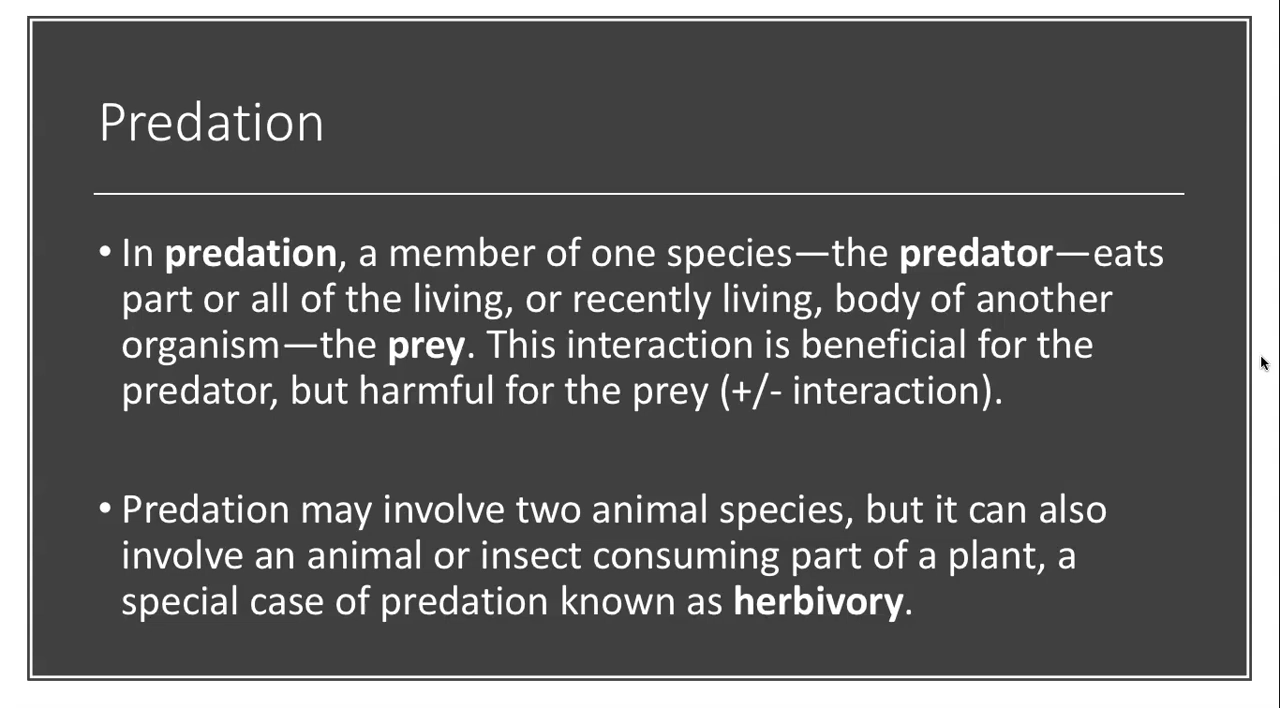 Predation
• In predation, a member of one species—the predator—eats
part or all of the living, or recently living, body of another
organism—the prey. This interaction is beneficial for the
predator, but harmful for the prey (+/- interaction).
• Predation may involve two animal species, but it can also
involve an animal or insect consuming part of a plant, a
special case of predation known as herbivory.